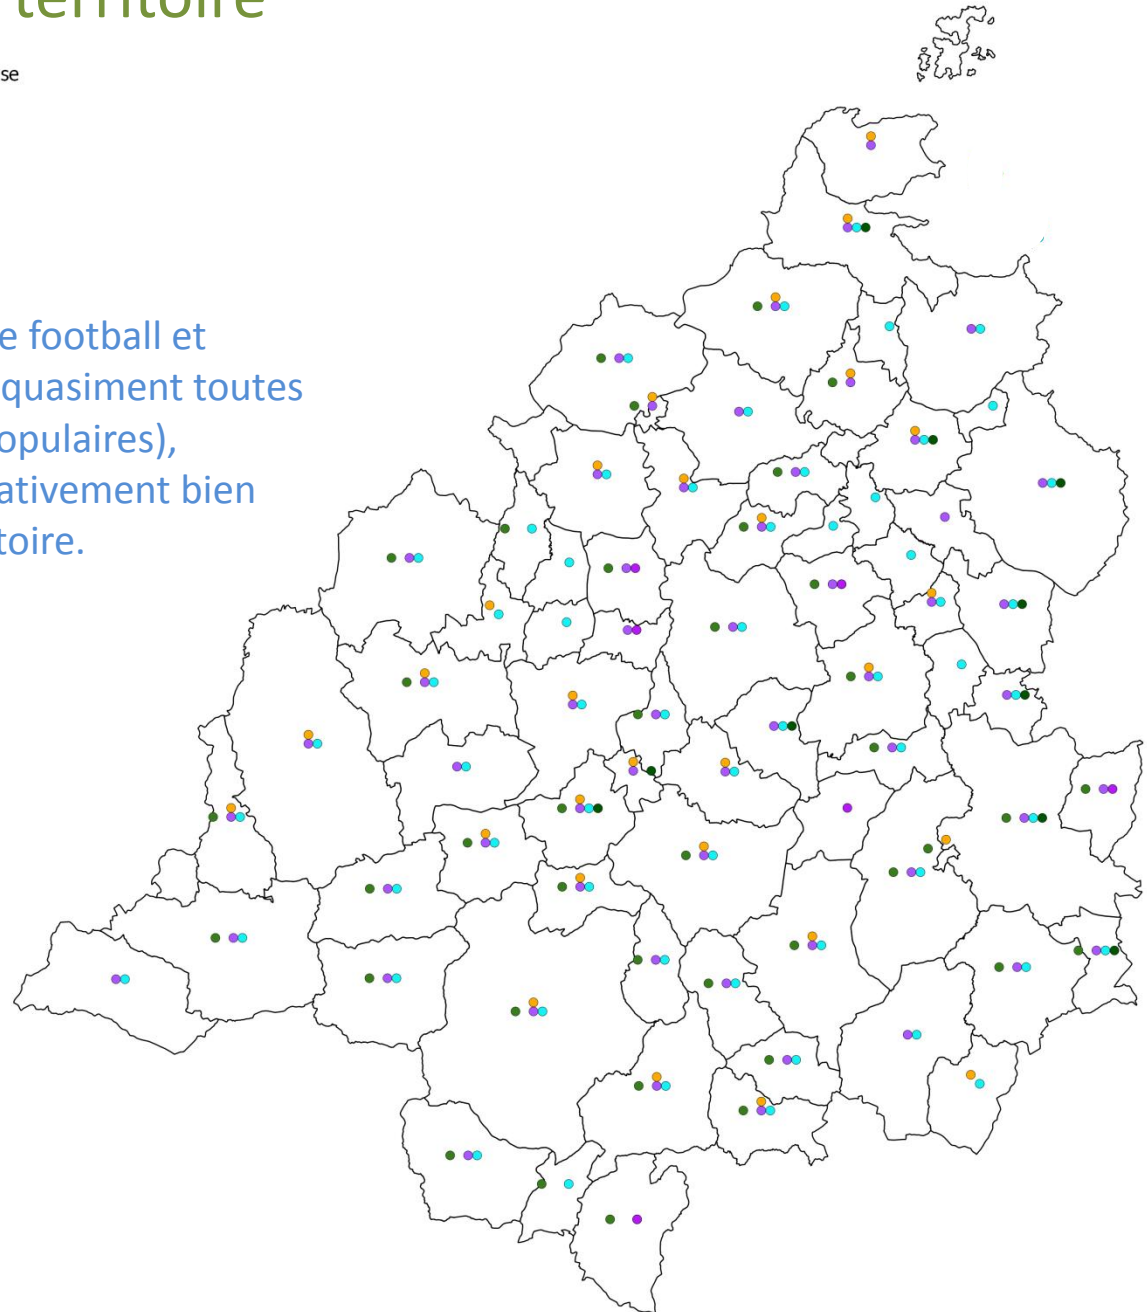 territoire
se
e football et
quasiment toutes
opulaires),
ativement bien
toire.